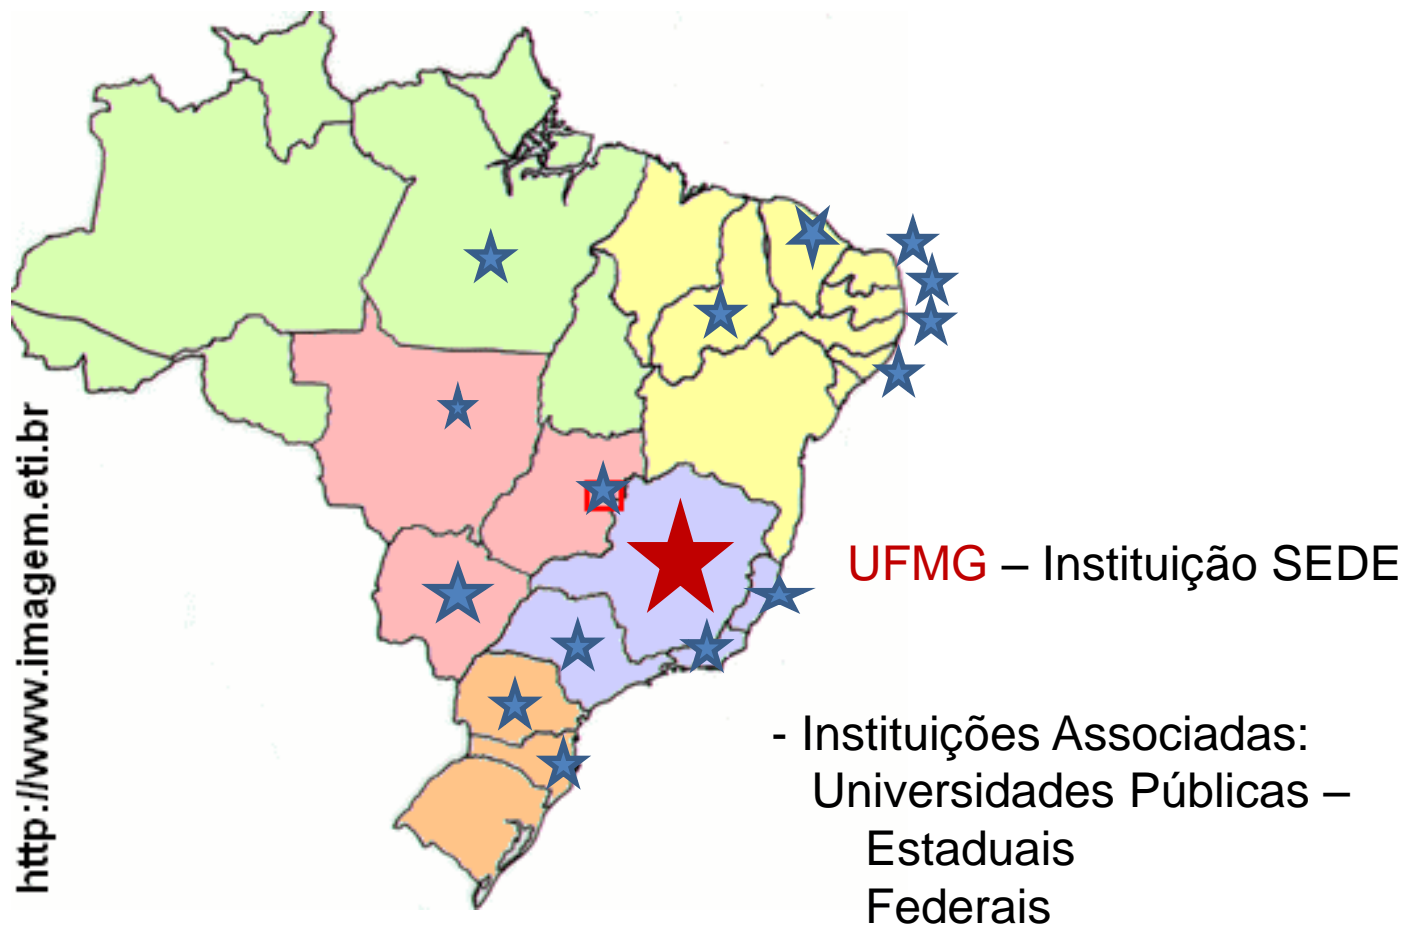 http://www.imagem.eti.br
UFMG – Instituição SEDE
- Instituições Associadas:
Universidades Públicas –
Estaduais
Federais